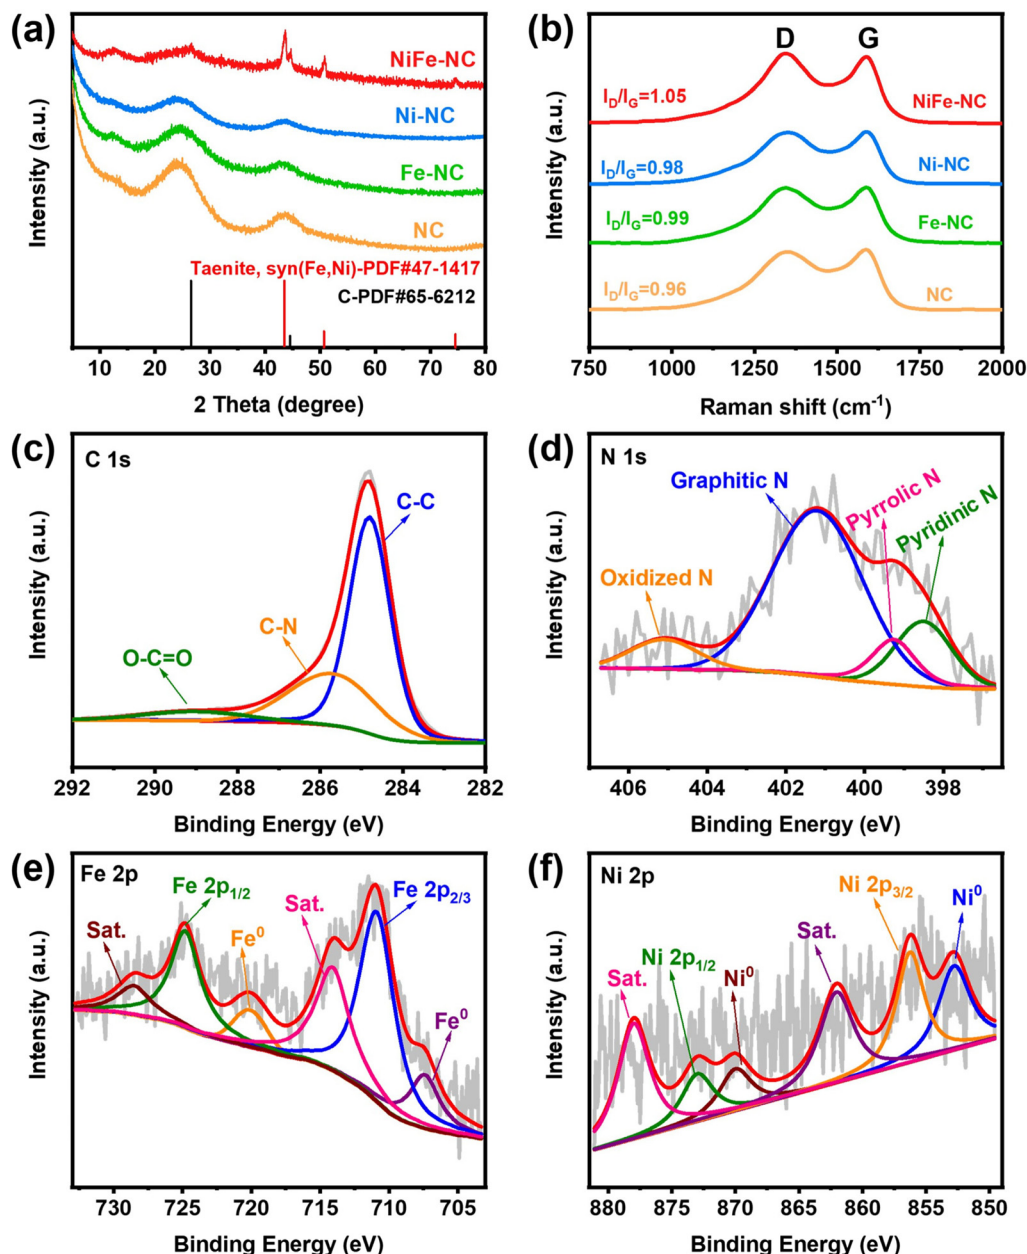 (a)
NiFe-NC
Ni-NC
Fe-NC
NC
Taenite, syn(Fe,Ni)-PDF#47-1417
C-PDF#65-6212
Intensity (a.u.)
10 20 30 40 50 60 70 80
2 Theta (degree)
(b)
D G
I_D/I_G=1.05
NiFe-NC
I_D/I_G=0.98
Ni-NC
I_D/I_G=0.99
Fe-NC
I_D/I_G=0.96
NC
Intensity (a.u.)
750 1000 1250 1500 1750 2000
Raman shift (cm⁻¹)
(c)
C 1s
C-C
C-N
O-C=O
Intensity (a.u.)
292 290 288 286 284 282
Binding Energy (eV)
(d)
N 1s
Graphitic N
Pyrrolic N
Pyridinic N
Oxidized N
Intensity (a.u.)
406 404 402 400 398
Binding Energy (eV)
(e)
Fe 2p
Fe 2p₁/₂
Sat.
Fe 2p₂/₃
Sat.
Fe⁰
Fe⁰
Intensity (a.u.)
730 725 720 715 710 705
Binding Energy (eV)
(f)
Ni 2p
Ni 2p₃/₂
Ni⁰
Sat.
Ni 2p₁/₂
Sat.
Ni⁰
Intensity (a.u.)
880 875 870 865 860 855 850
Binding Energy (eV)